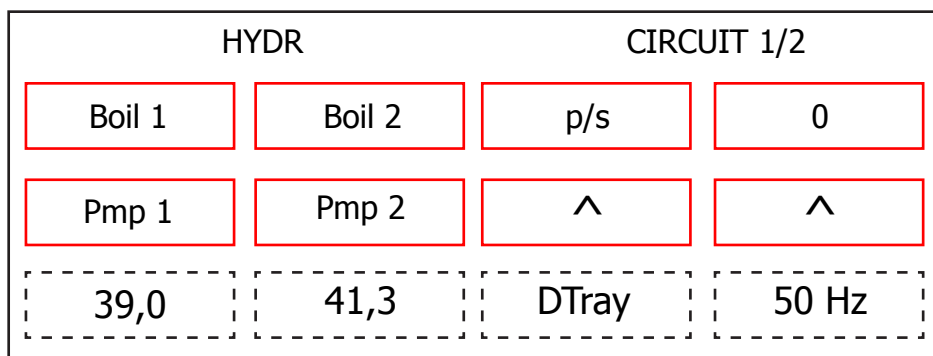 HYDR CIRCUIT 1/2
Boil 1 Boil 2 p/s 0
Pmp 1 Pmp 2 ^ ^
39,0 41,3 DTray 50 Hz